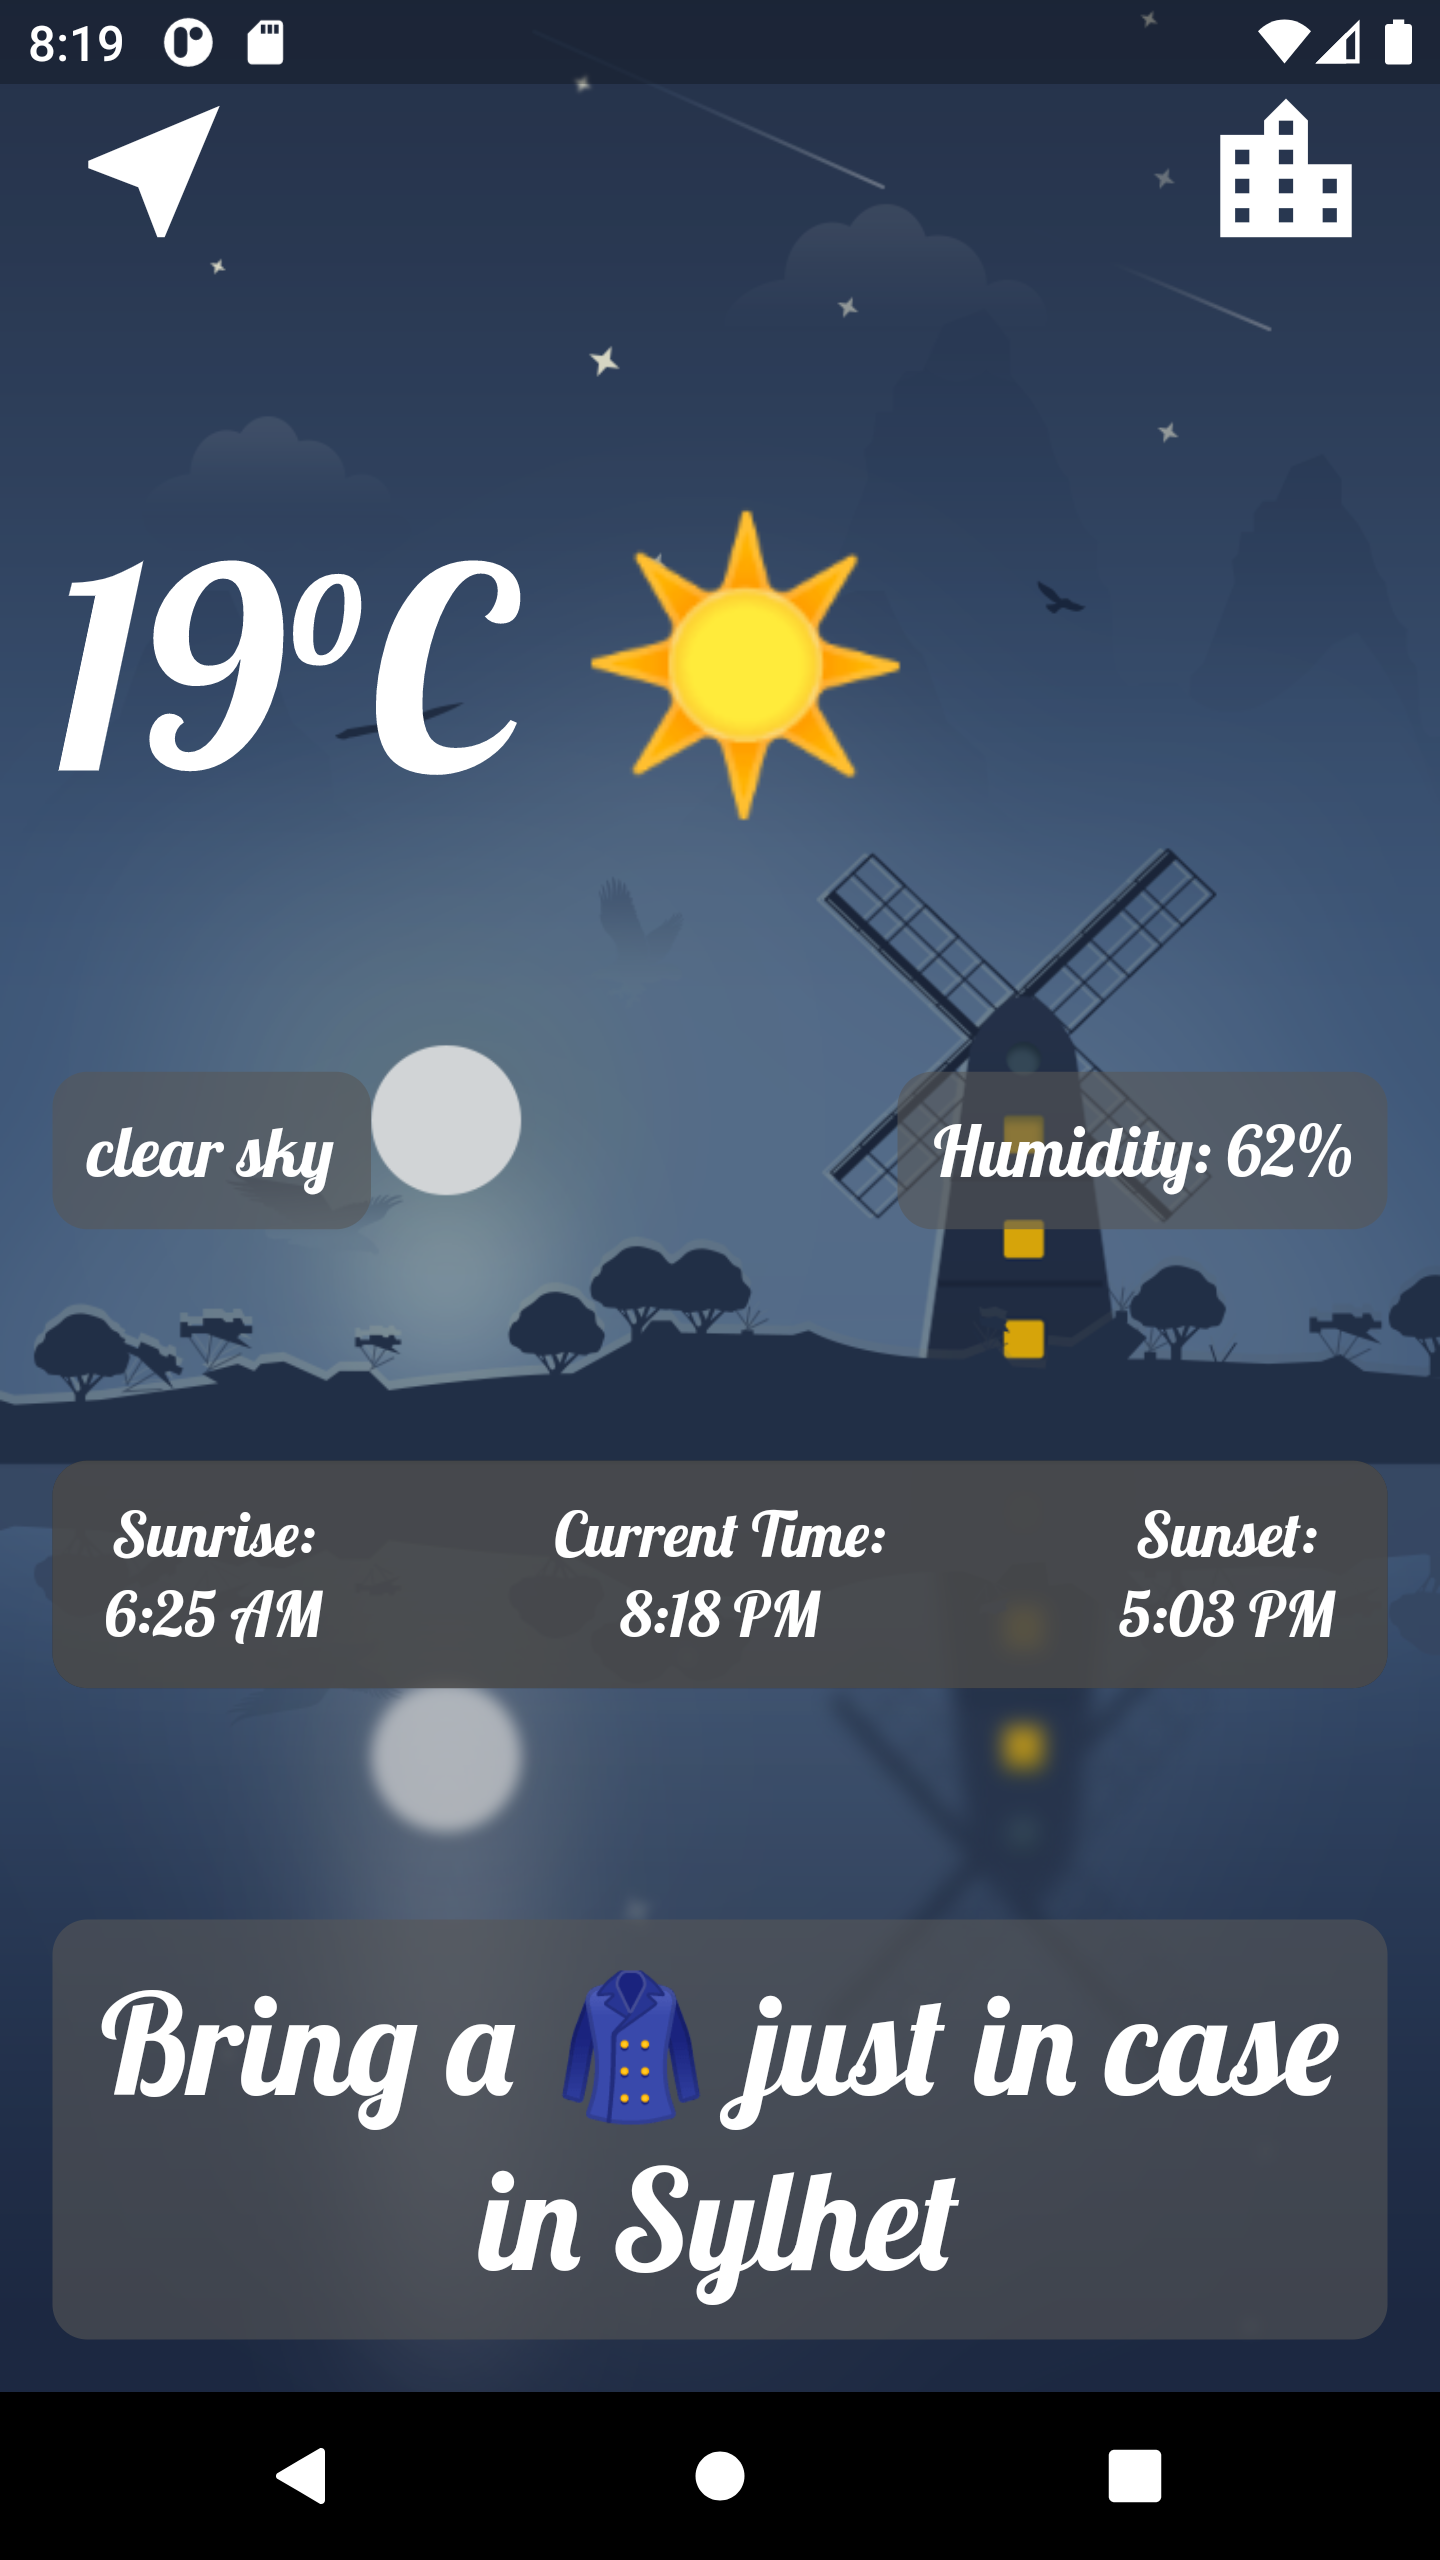 8:19
19⁰C ☀️
clear sky
Humidity: 62%
Sunrise:
6:25 AM
Current Time:
8:18 PM
Sunset:
5:03 PM
Bring a 🧥 just in case
in Sylhet